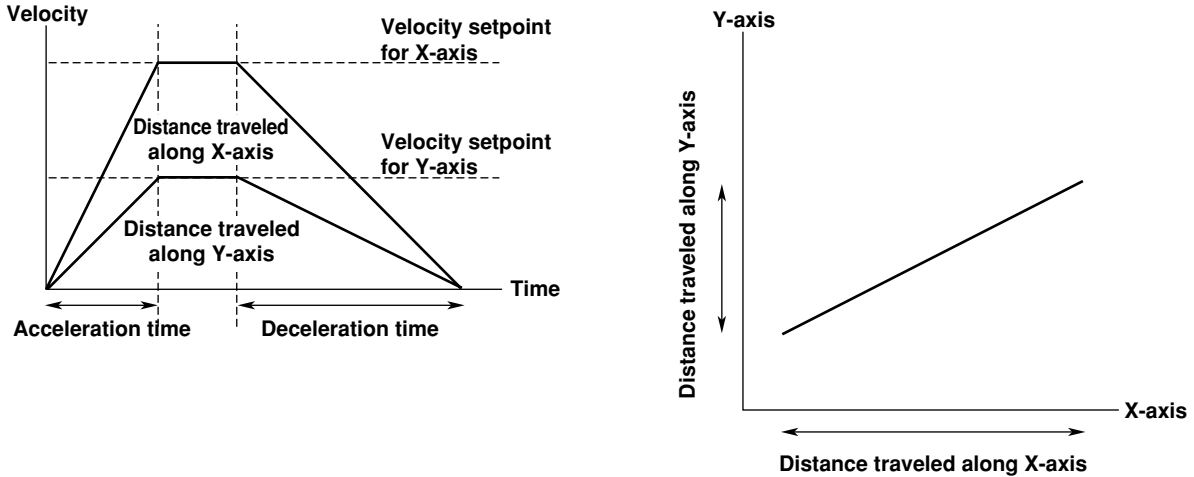 Velocity
Velocity setpoint
for X-axis
Distance traveled
along X-axis
Velocity setpoint
for Y-axis
Distance traveled
along Y-axis
Time
Acceleration time
Deceleration time
Y-axis
Distance traveled along Y-axis
X-axis
Distance traveled along X-axis